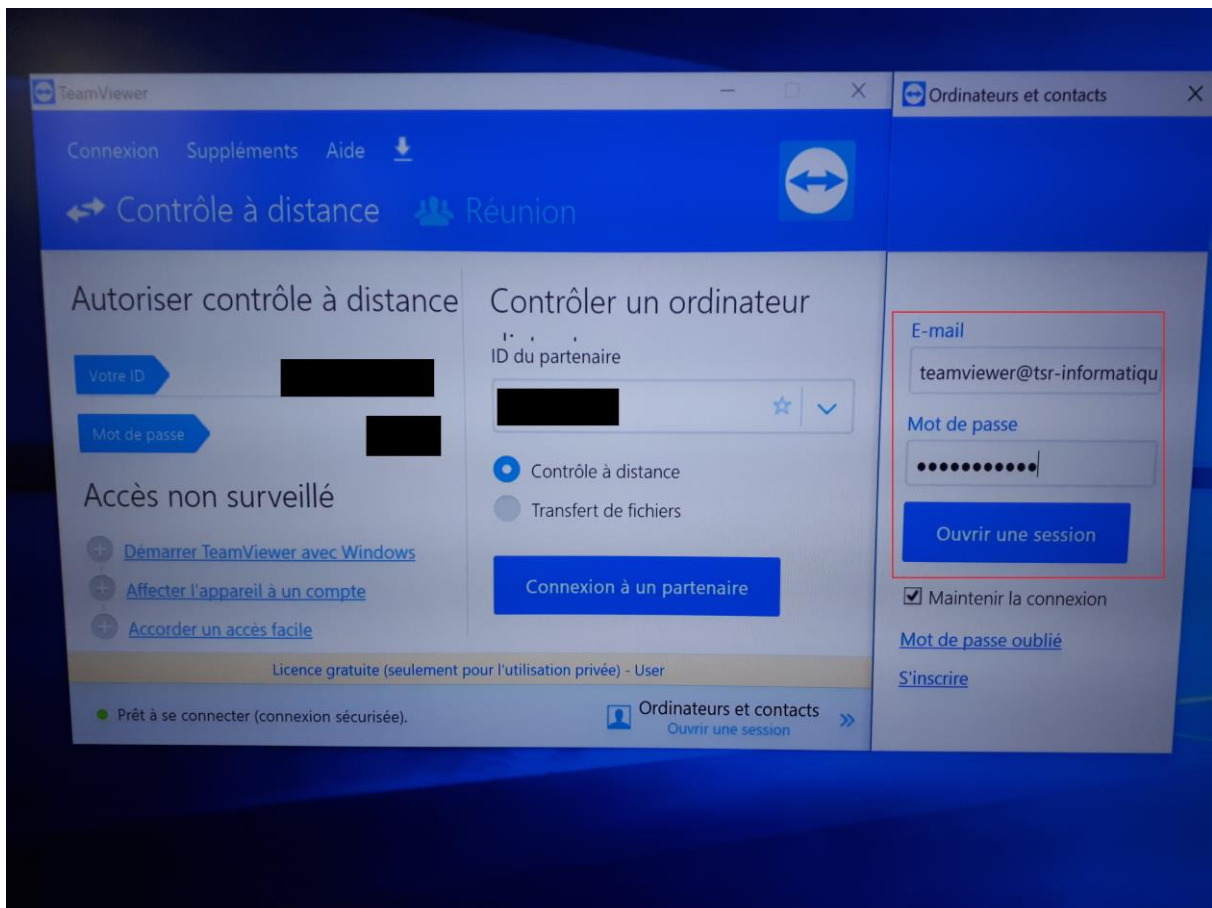 TeamViewer
Ordinateurs et contacts
Connexion Suppléments Aide
Contrôle à distance Réunion
Autoriser contrôle à distance
Votre ID
Mot de passe
Accès non surveillé
Démarrer TeamViewer avec Windows
Affecter l'appareil à un compte
Accorder un accès facile
Contrôler un ordinateur
ID du partenaire
Contrôle à distance
Transfert de fichiers
Connexion à un partenaire
E-mail
teamviewer@tsr-informatiqu
Mot de passe
Ouvrir une session
Maintenir la connexion
Mot de passe oublié
S'inscrire
Licence gratuite (seulement pour l'utilisation privée) - User
Prêt à se connecter (connexion sécurisée).
Ordinateurs et contacts
Ouvrir une session